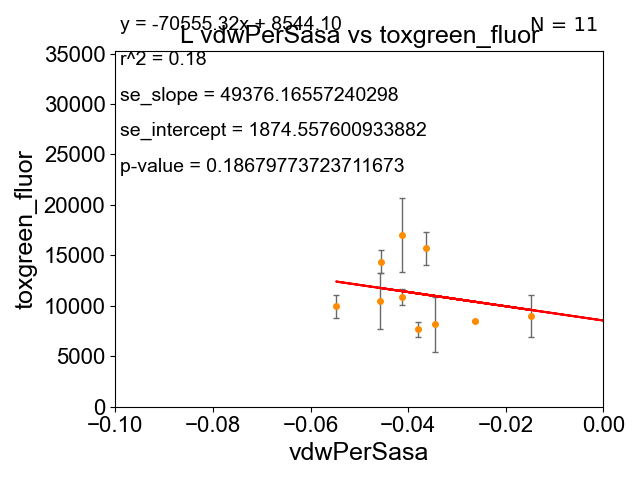 y = -70555.32x + 8544.10
N = 11
L vdwPerSasa vs toxgreen_fluor
r^2 = 0.18
se_slope = 49376.16557240298
se_intercept = 1874.557600933882
p-value = 0.18679773723711673
35000
30000
25000
20000
15000
10000
5000
0
toxgreen_fluor
−0.10 −0.08 −0.06 −0.04 −0.02 0.00
vdwPerSasa